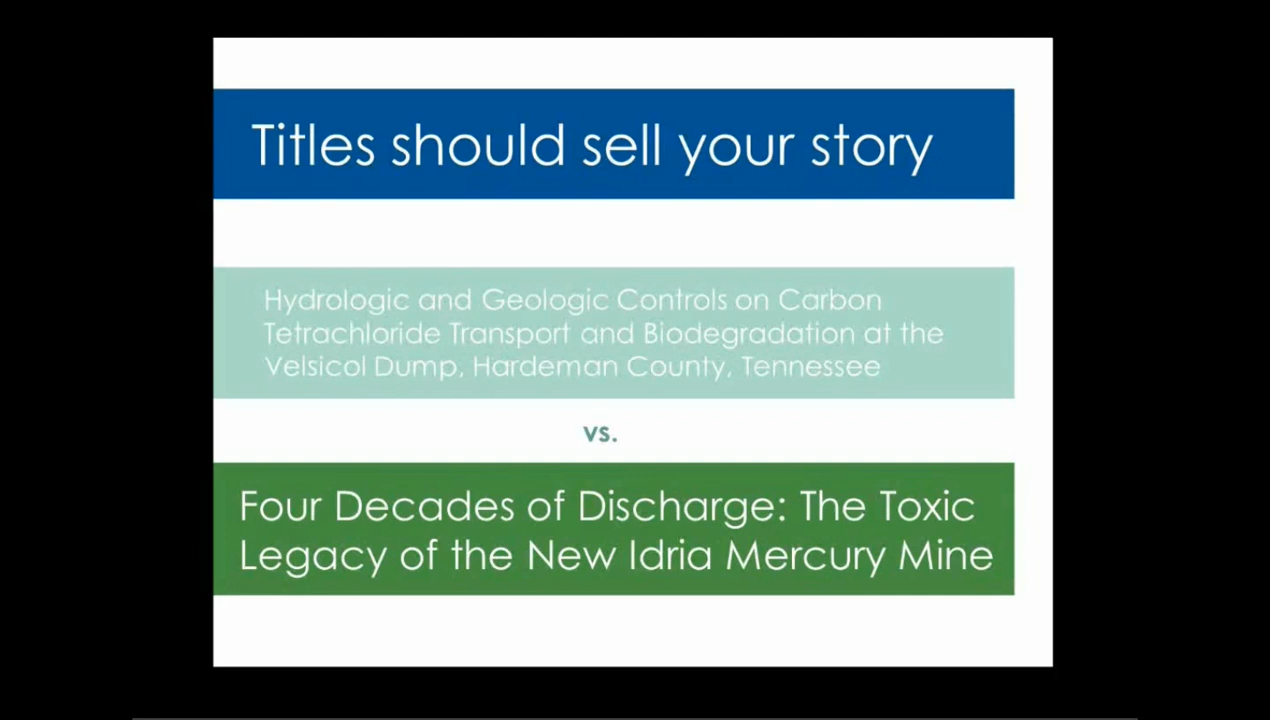 Titles should sell your story
Hydrologic and Geologic Controls on Carbon
Tetrachloride Transport and Biodegradation at the
Velsicol Dump, Hardeman County, Tennessee
vs.
Four Decades of Discharge: The Toxic
Legacy of the New Idria Mercury Mine